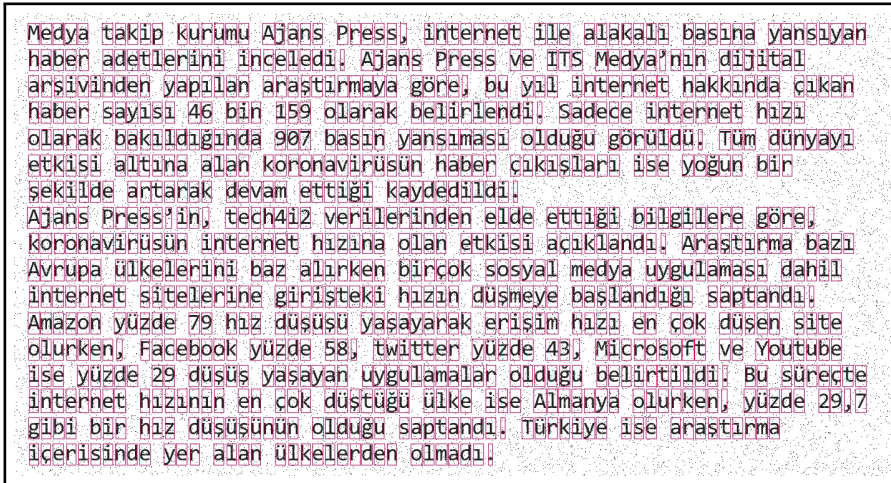 Medya takip kurumu Ajans Press, internet ile alakalı basına yansıyan
haber adetlerini inceledi. Ajans Press ve ITS Medya’nın dijital
arşivinden yapılan araştırmaya göre, bu yıl internet hakkında çıkan
haber sayısı 46 bin 159 olarak belirlendi. Sadece internet hızı
olarak bakıldığında 907 basın yansıması olduğu görüldü. Tüm dünyayı
etkisi altına alan koronavirüsün haber çıkışları ise yoğun bir
şekilde artarak devam ettiği kaydedildi.
Ajans Press’in, tech4i2 verilerinden elde ettiği bilgilere göre,
koronavirüsün internet hızına olan etkisi açıklandı. Araştırma bazı
Avrupa ülkelerini baz alırken birçok sosyal medya uygulaması dahil
internet sitelerine girişteki hızın düşmeye başlandığı saptandı.
Amazon yüzde 79 hız düşüşü yaşayarak erişim hızı en çok düşen site
olurken, Facebook yüzde 58, twitter yüzde 43, Microsoft ve Youtube
ise yüzde 29 düşüş yaşayan uygulamalar olduğu belirtildi. Bu süreçte
internet hızının en çok düştüğü ülke ise Almanya olurken, yüzde 29,7
gibi bir hız düşüşünün olduğu saptandı. Türkiye ise araştırma
içerisinde yer alan ülkelerden olmadı.